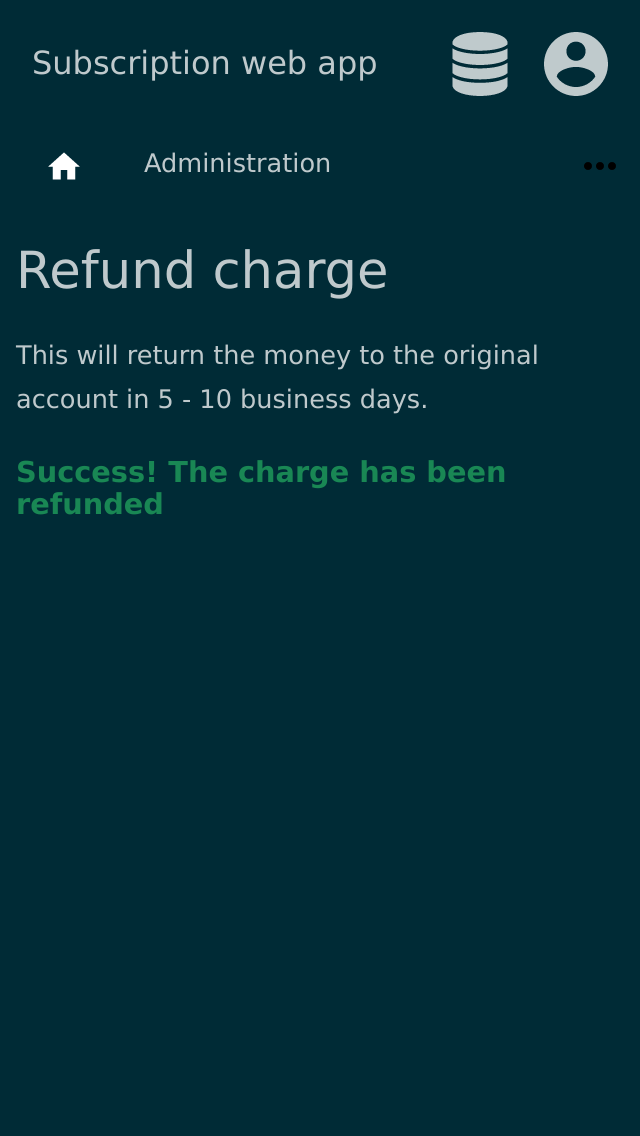 Subscription web app
Administration
Refund charge
This will return the money to the original
account in 5 - 10 business days.
Success! The charge has been
refunded